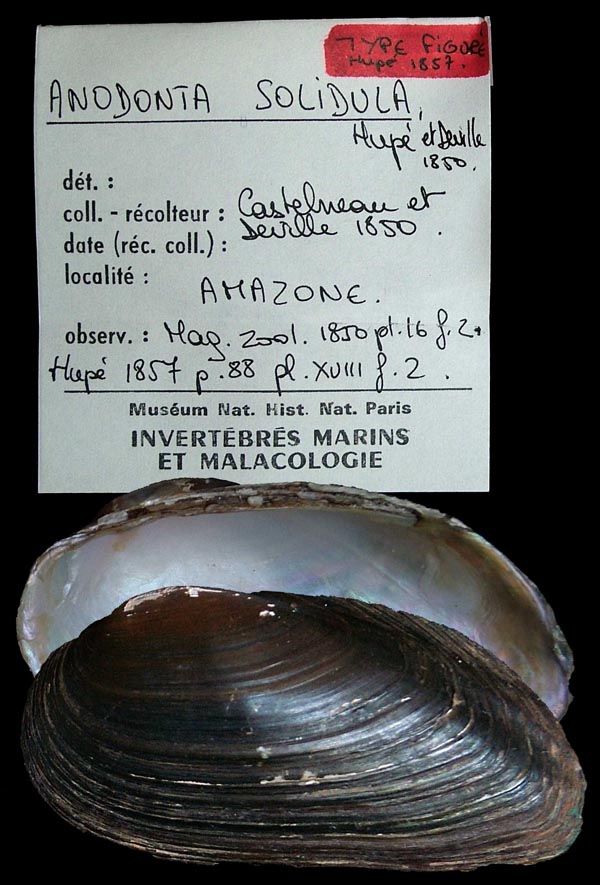 TYPE FIGURÉ
Hupé 1857.
ANODONTA SOLIDULA,
Hupé et Deville
1850.
dét. :
coll. - récolteur : Castelneau et
Deville 1850.
date (réc. coll.) :
localité :
AMAZONE.
observ. : Mag. Zool. 1850 pl. 16 f. 2.
Hupé 1857 p. 88 pl. XVIII f. 2.
Muséum Nat. Hist. Nat. Paris
INVERTÉBRÉS MARINS
ET MALACOLOGIE